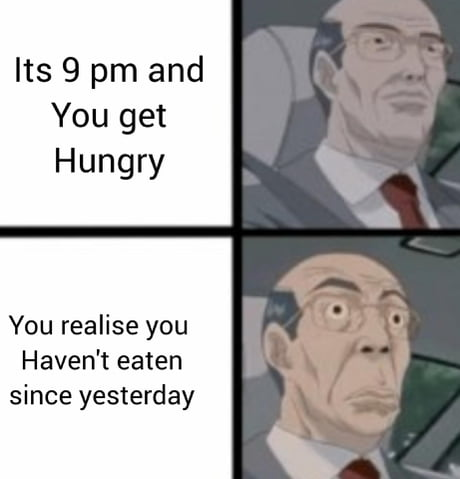 Its 9 pm and
You get
Hungry
You realise you
Haven't eaten
since yesterday